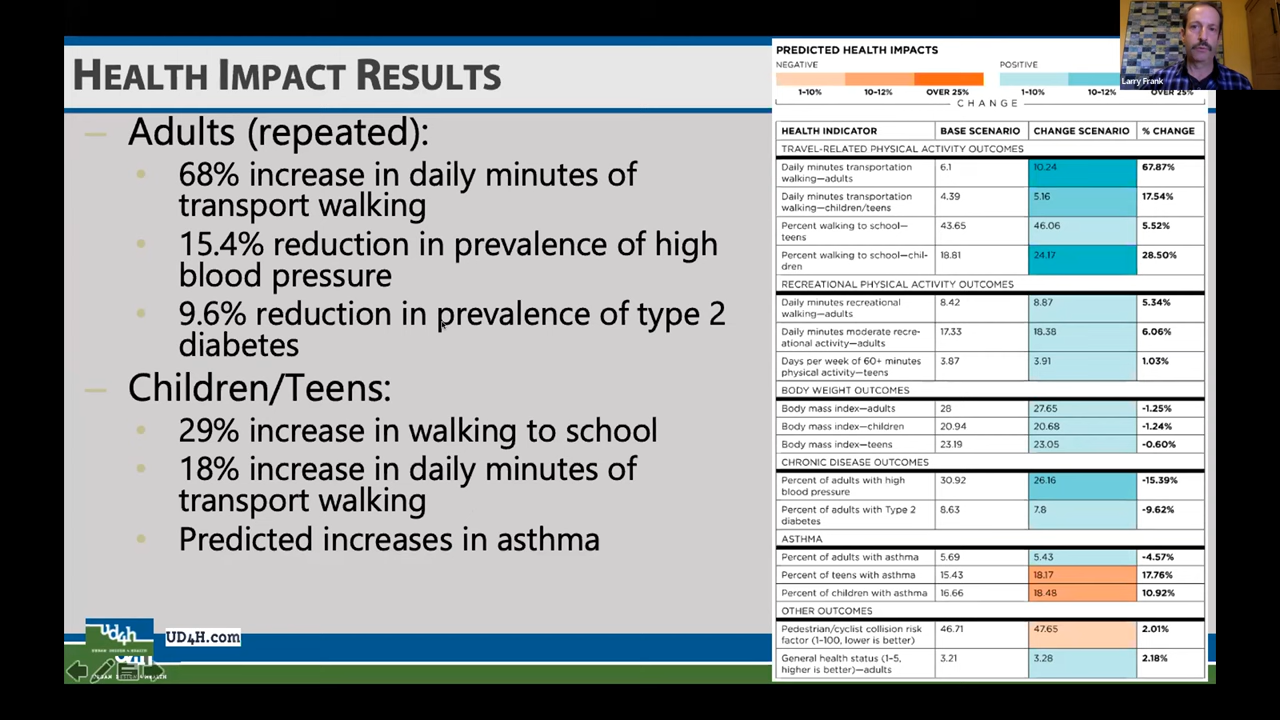 HEALTH IMPACT RESULTS
– Adults (repeated):
• 68% increase in daily minutes of
transport walking
• 15.4% reduction in prevalence of high
blood pressure
• 9.6% reduction in prevalence of type 2
diabetes
– Children/Teens:
• 29% increase in walking to school
• 18% increase in daily minutes of
transport walking
• Predicted increases in asthma
ud4h
URBAN DESIGN 4 HEALTH
UD4H.com
PREDICTED HEALTH IMPACTS
NEGATIVE POSITIVE
1–10% 10–12% OVER 25% 1–10% 10–12% OVER 25%
CHANGE
Larry Frank
HEALTH INDICATOR BASE SCENARIO CHANGE SCENARIO % CHANGE
TRAVEL-RELATED PHYSICAL ACTIVITY OUTCOMES
Daily minutes transportation 6.1 10.24 67.87%
walking—adults
Daily minutes transportation 4.39 5.16 17.54%
walking—children/teens
Percent walking to school— 43.65 46.06 5.52%
teens
Percent walking to school—chil- 18.81 24.17 28.50%
dren
RECREATIONAL PHYSICAL ACTIVITY OUTCOMES
Daily minutes recreational 8.42 8.87 5.34%
walking—adults
Daily minutes moderate recre- 17.33 18.38 6.06%
ational activity—adults
Days per week of 60+ minutes 3.87 3.91 1.03%
physical activity—teens
BODY WEIGHT OUTCOMES
Body mass index—adults 28 27.65 -1.25%
Body mass index—children 20.94 20.68 -1.24%
Body mass index—teens 23.19 23.05 -0.60%
CHRONIC DISEASE OUTCOMES
Percent of adults with high 30.92 26.16 -15.39%
blood pressure
Percent of adults with Type 2 8.63 7.8 -9.62%
diabetes
ASTHMA
Percent of adults with asthma 5.69 5.43 -4.57%
Percent of teens with asthma 15.43 18.17 17.76%
Percent of children with asthma 16.66 18.48 10.92%
OTHER OUTCOMES
Pedestrian/cyclist collision risk 46.71 47.65 2.01%
factor (1–100, lower is better)
General health status (1–5, 3.21 3.28 2.18%
higher is better)—adults